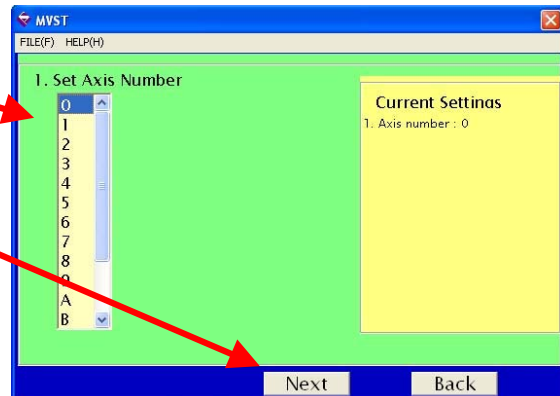 MVST
FILE(F) HELP(H)
1. Set Axis Number
0
1
2
3
4
5
6
7
8
9
A
B
Current Settings
1. Axis number : 0
Next
Back